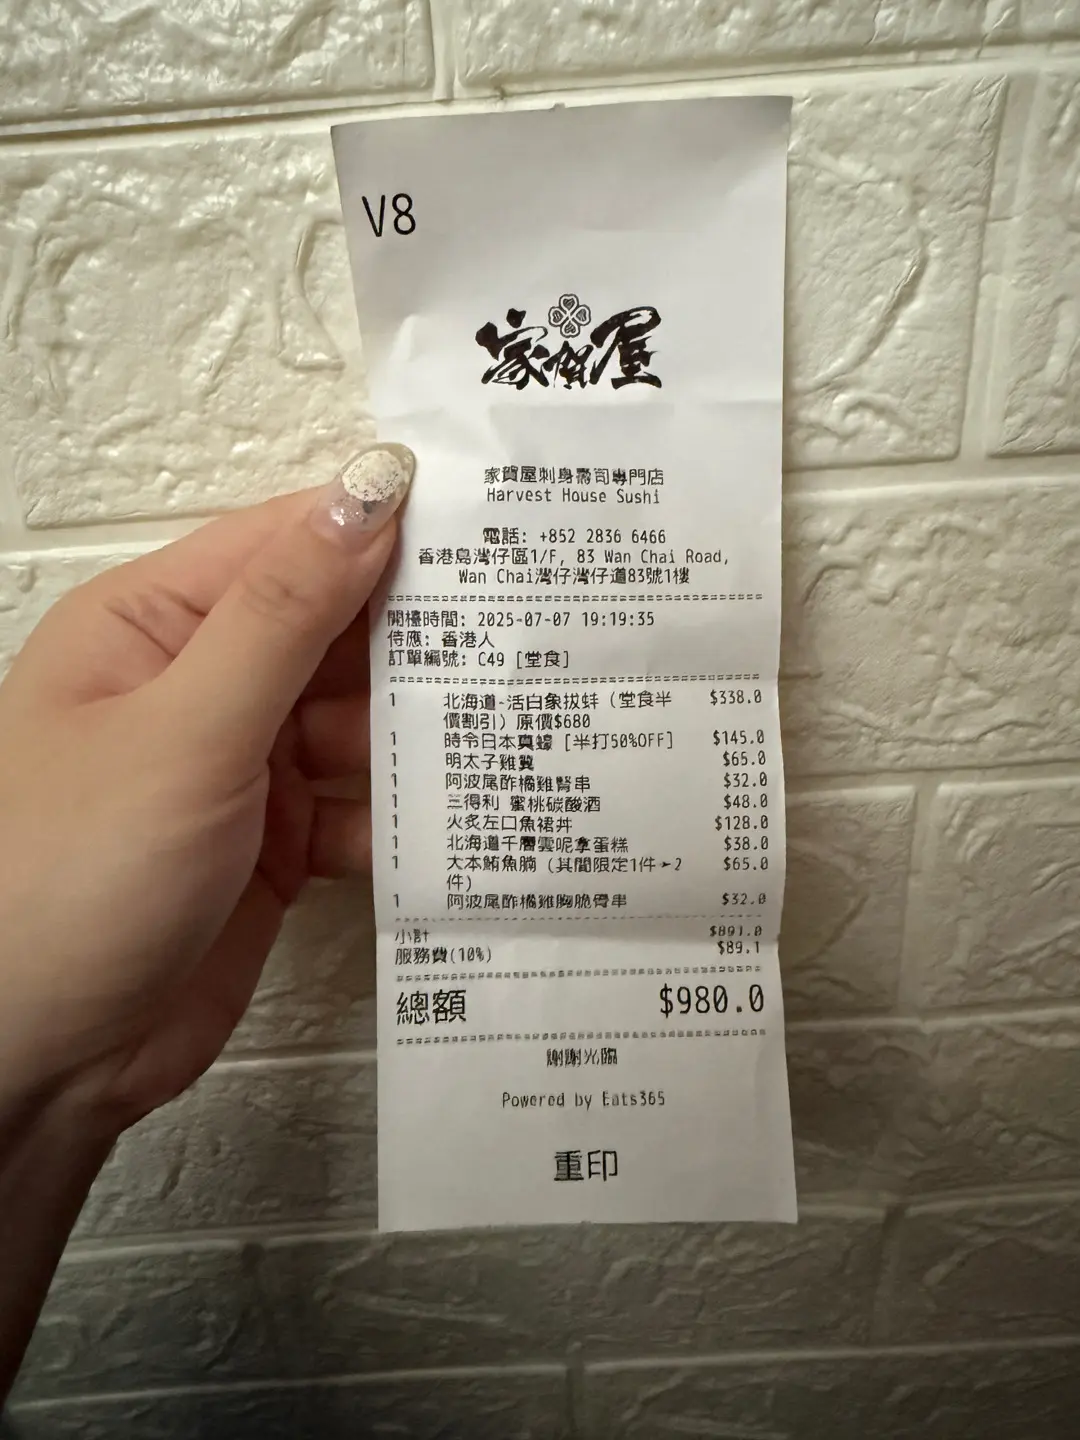 V8
家賀屋
家賀屋刺身壽司專門店
Harvest House Sushi
電話: +852 2836 6466
香港島灣仔區1/F, 83 Wan Chai Road,
Wan Chai灣仔灣仔道83號1樓
開檯時間: 2025-07-07 19:19:35
侍應: 香港人
訂單編號: C49 [堂食]
1 北海道-活白象拔蚌 (堂食半 $338.0
價割引) 原價$680
1 時令日本真蠔 [半打50%OFF] $145.0
1 明太子雞翼 $65.0
1 阿波尾酢橘雞腎串 $32.0
1 三得利 蜜桃碳酸酒 $48.0
1 火炙左口魚裙丼 $128.0
1 北海道千層雲呢拿蛋糕 $38.0
1 大本鮪魚腩 (其間限定1件➤2 $65.0
件)
1 阿波尾酢橘雞胸脆骨串 $32.0
小計 $891.0
服務費(10%) $89.1
總額 $980.0
謝謝光臨
Powered by Eats365
重印